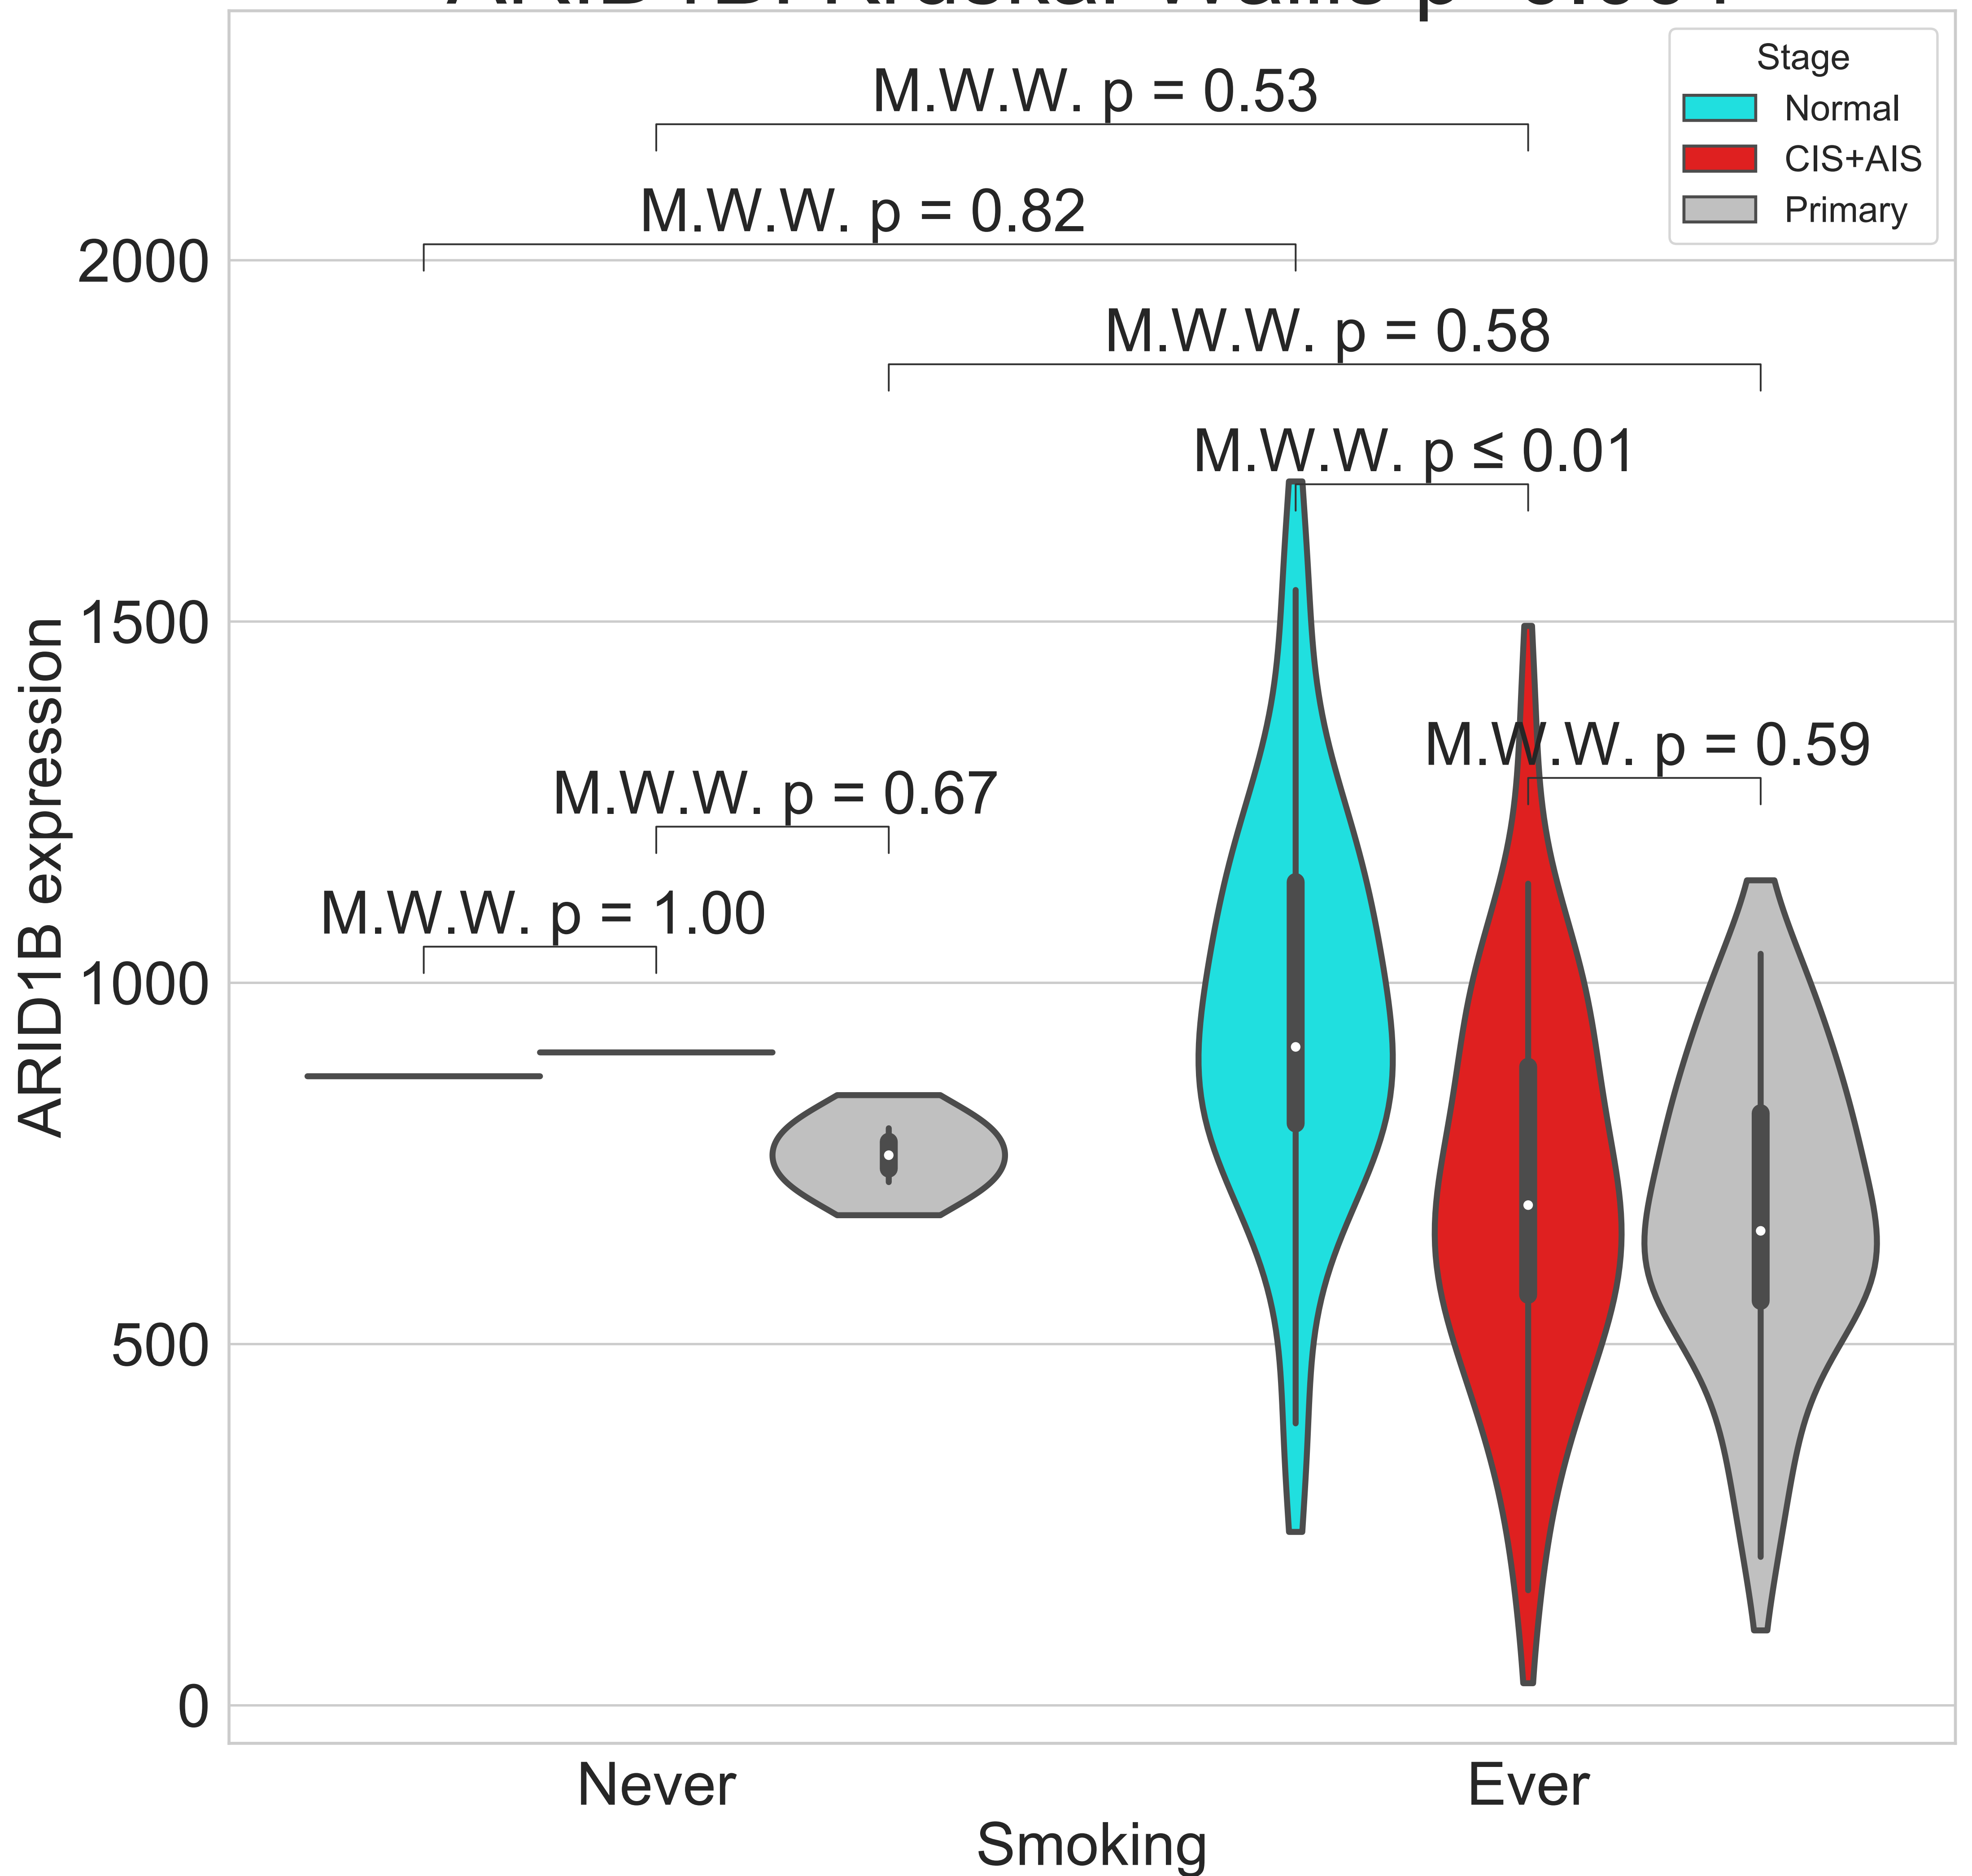 Stage
Normal
CIS+AIS
Primary
M.W.W. p = 0.53
M.W.W. p = 0.82
M.W.W. p = 0.58
M.W.W. p ≤ 0.01
M.W.W. p = 0.59
M.W.W. p = 0.67
M.W.W. p = 1.00
2000
1500
1000
500
0
ARID1B expression
Never
Ever
Smoking